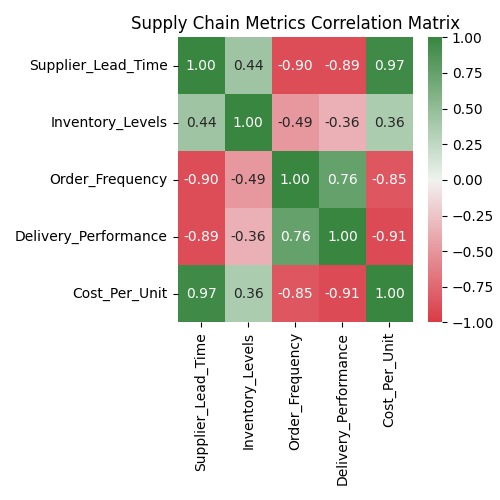 Supply Chain Metrics Correlation Matrix
Supplier_Lead_Time 1.00 0.44 -0.90 -0.89 0.97
Inventory_Levels 0.44 1.00 -0.49 -0.36 0.36
Order_Frequency -0.90 -0.49 1.00 0.76 -0.85
Delivery_Performance -0.89 -0.36 0.76 1.00 -0.91
Cost_Per_Unit 0.97 0.36 -0.85 -0.91 1.00
Supplier_Lead_Time
Inventory_Levels
Order_Frequency
Delivery_Performance
Cost_Per_Unit
1.00
0.75
0.50
0.25
0.00
−0.25
−0.50
−0.75
−1.00